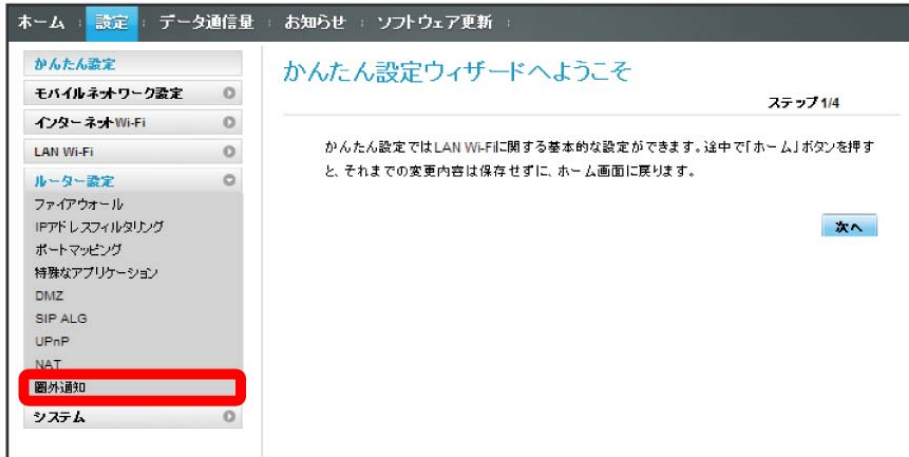 ホーム 設定 データ通信量 お知らせ ソフトウェア更新
かんたん設定
モバイルネットワーク設定
インターネットWi-Fi
LAN Wi-Fi
ルーター設定
ファイアウォール
IPアドレスフィルタリング
ポートマッピング
特殊なアプリケーション
DMZ
SIP ALG
UPnP
NAT
圏外通知
システム
かんたん設定ウィザードへようこそ
ステップ1/4
かんたん設定ではLAN Wi-Fiに関する基本的な設定ができます。途中で「ホーム」ボタンを押す
と、それまでの変更内容は保存せずに、ホーム画面に戻ります。
次へ